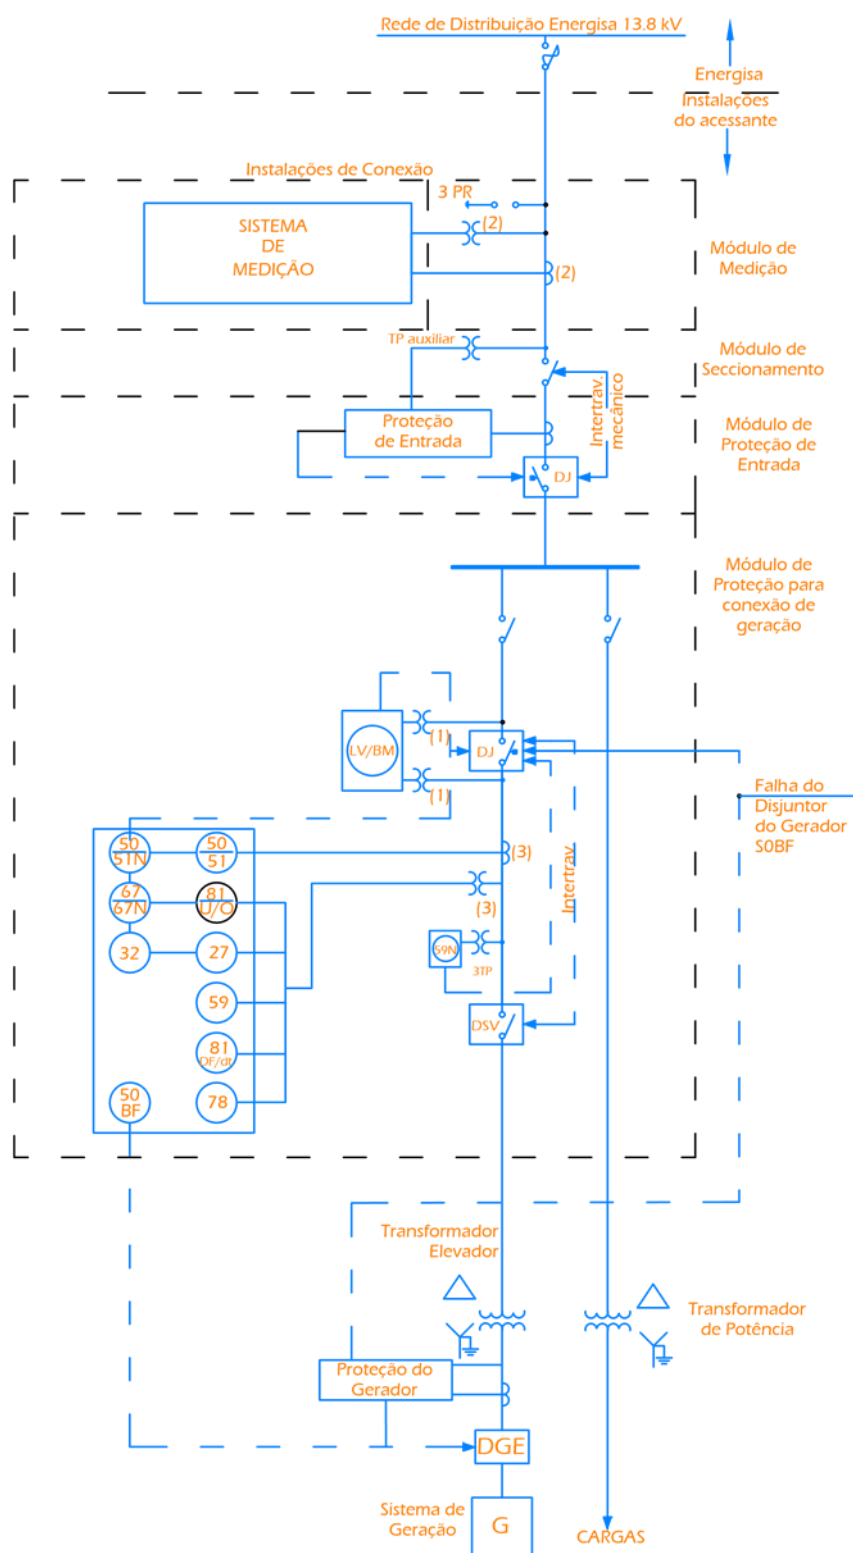 Rede de Distribuição Energisa 13.8 kV
Energisa
Instalações
do acessante
Instalações de Conexão
3 PR
(2)
SISTEMA
DE
MEDIÇÃO
(2)
Módulo de
Medição
TP auxiliar
Módulo de
Seccionamento
Intertrav.
mecânico
Proteção
de Entrada
DJ
Módulo de
Proteção de
Entrada
Módulo de
Proteção para
conexão de
geração
LV/BM
(1)
DJ
(1)
Falha do
Disjuntor
do Gerador
S0BF
Intertrav.
50
51N
50
51
(3)
67
67N
81
U/O
(3)
32
27
59N
3TP
59
DSV
81
DF/dt
50
BF
78
Transformador
Elevador
Transformador
de Potência
Proteção do
Gerador
DGE
Sistema de
Geração
G
CARGAS